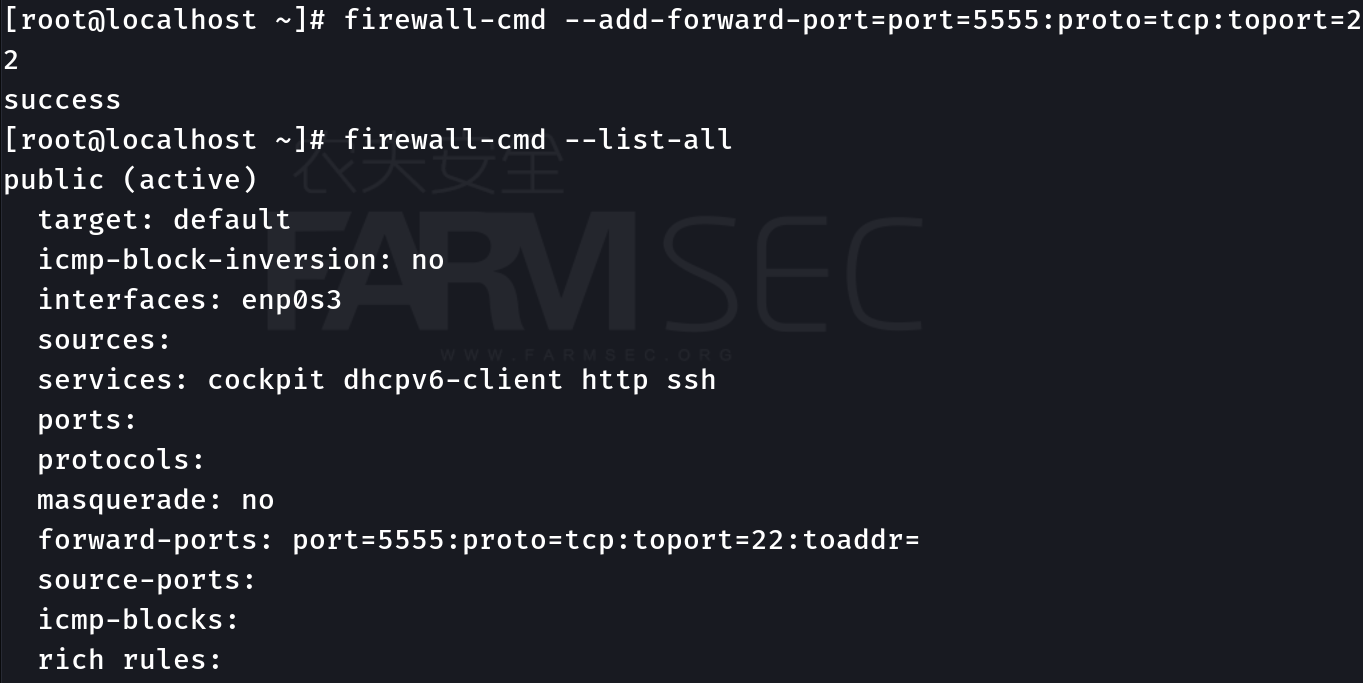 [root@localhost ~]# firewall-cmd --add-forward-port=port=5555:proto=tcp:toport=2
2
success
[root@localhost ~]# firewall-cmd --list-all
public (active)
  target: default
  icmp-block-inversion: no
  interfaces: enp0s3
  sources:
  services: cockpit dhcpv6-client http ssh
  ports:
  protocols:
  masquerade: no
  forward-ports: port=5555:proto=tcp:toport=22:toaddr=
  source-ports:
  icmp-blocks:
  rich rules:
农夫安全
FARMSEC
WWW.FARMSEC.ORG